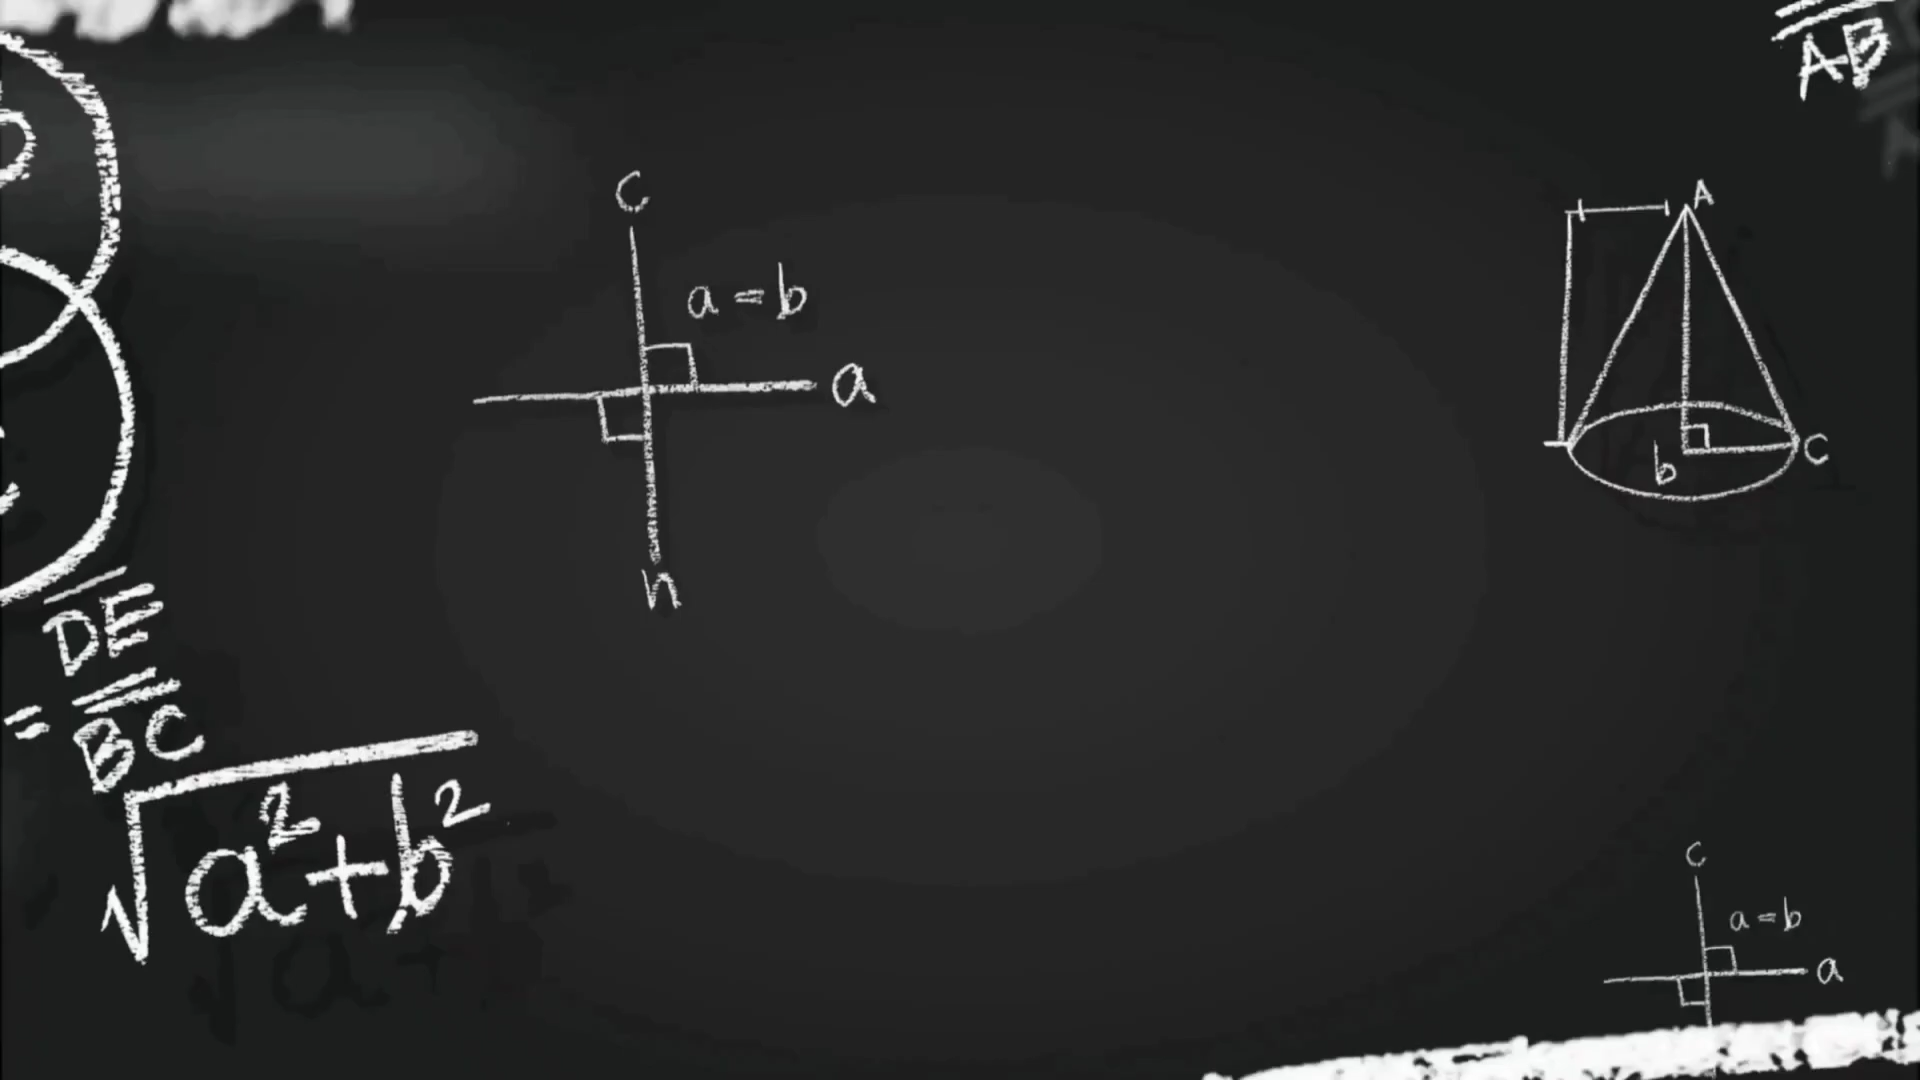 AB
A
C
a = b
a
b
C
n
DE
= BC
√a²+b²
c
a = b
a